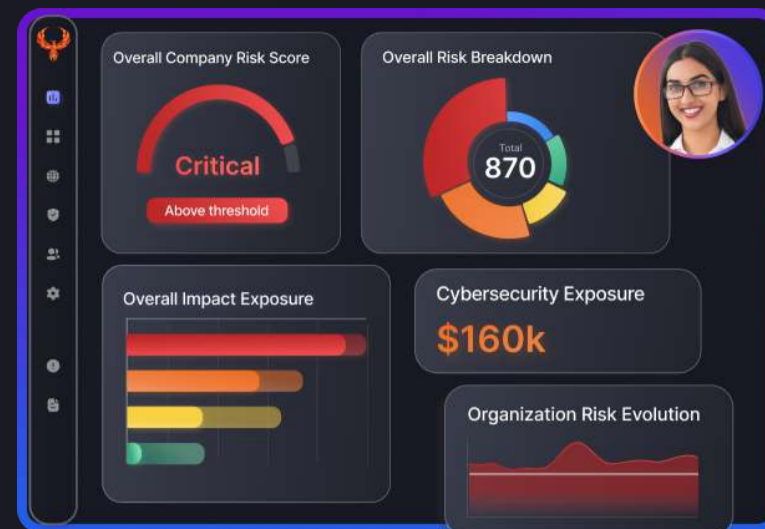 Overall Company Risk Score
Critical
Above threshold
Overall Risk Breakdown
Total
870
Overall Impact Exposure
Cybersecurity Exposure
$160k
Organization Risk Evolution